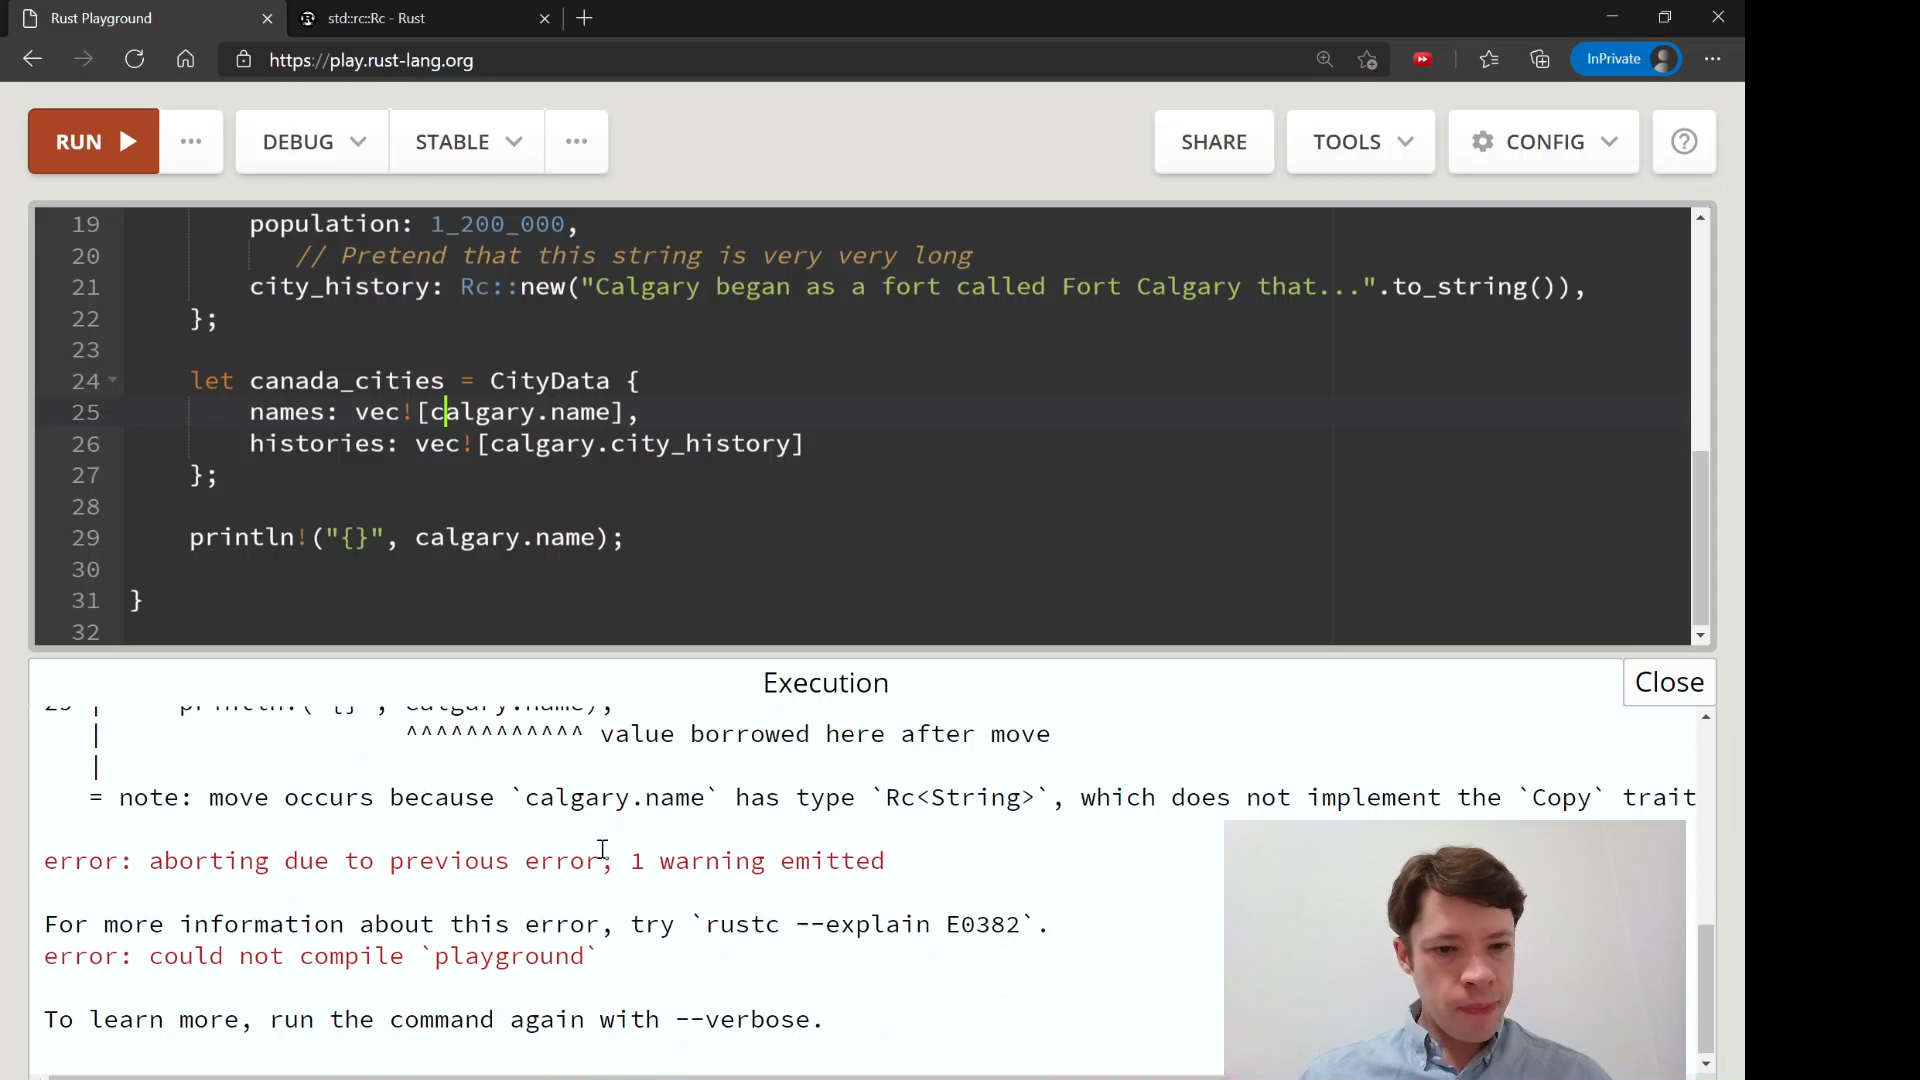 Rust Playground
std::rc::Rc - Rust
https://play.rust-lang.org
InPrivate
RUN
DEBUG
STABLE
SHARE
TOOLS
CONFIG
19 population: 1_200_000,
20 // Pretend that this string is very very long
21 city_history: Rc::new("Calgary began as a fort called Fort Calgary that...".to_string()),
22 };
23
24 let canada_cities = CityData {
25 names: vec![calgary.name],
26 histories: vec![calgary.city_history]
27 };
28
29 println!("{}", calgary.name);
30
31 }
32
Execution
Close
| println!("{}", calgary.name);
| ^^^^^^^^^^^^ value borrowed here after move
|
= note: move occurs because `calgary.name` has type `Rc<String>`, which does not implement the `Copy` trait
error: aborting due to previous error; 1 warning emitted
For more information about this error, try `rustc --explain E0382`.
error: could not compile `playground`
To learn more, run the command again with --verbose.